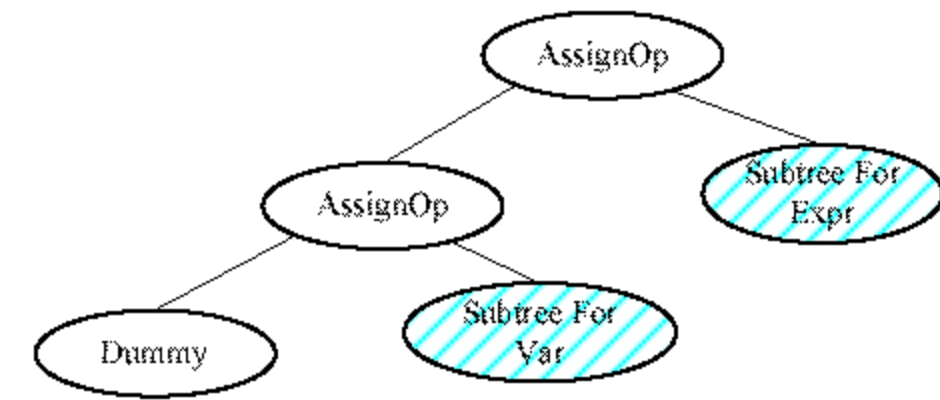 AssignOp
Subtree For
Expr
AssignOp
Subtree For
Var
Dummy